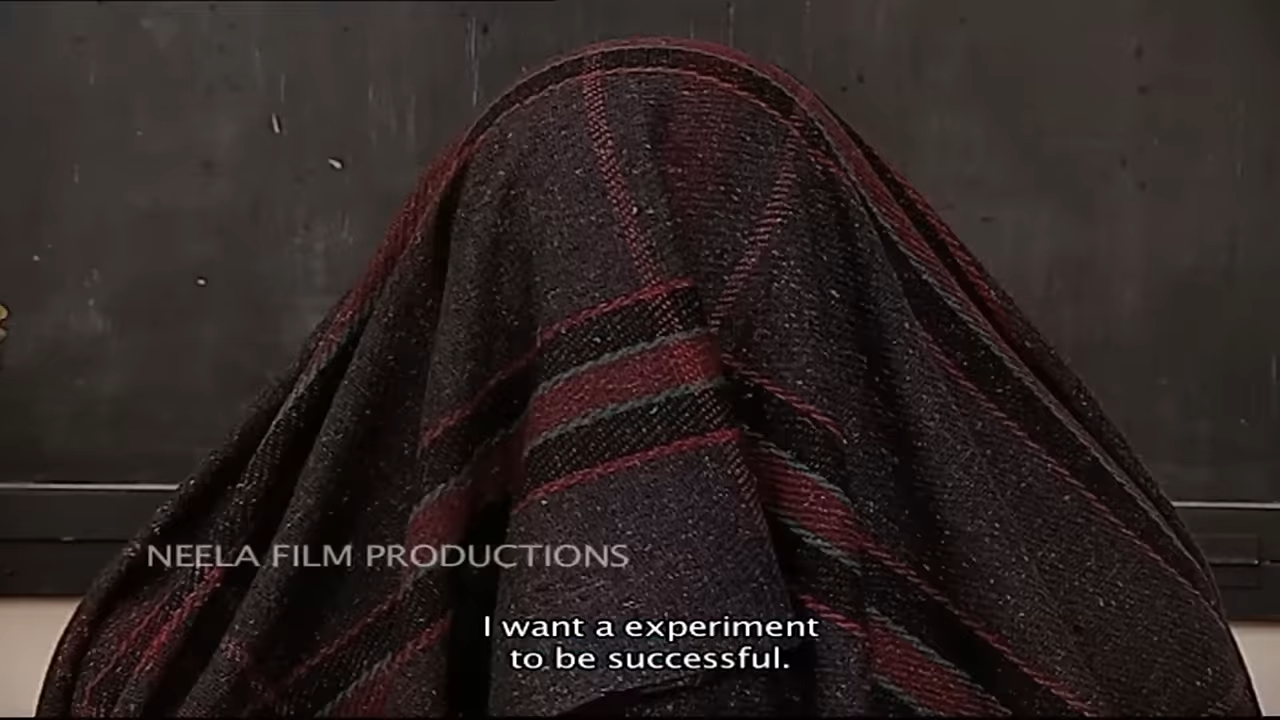 NEELA FILM PRODUCTIONS
I want a experiment
to be successful.